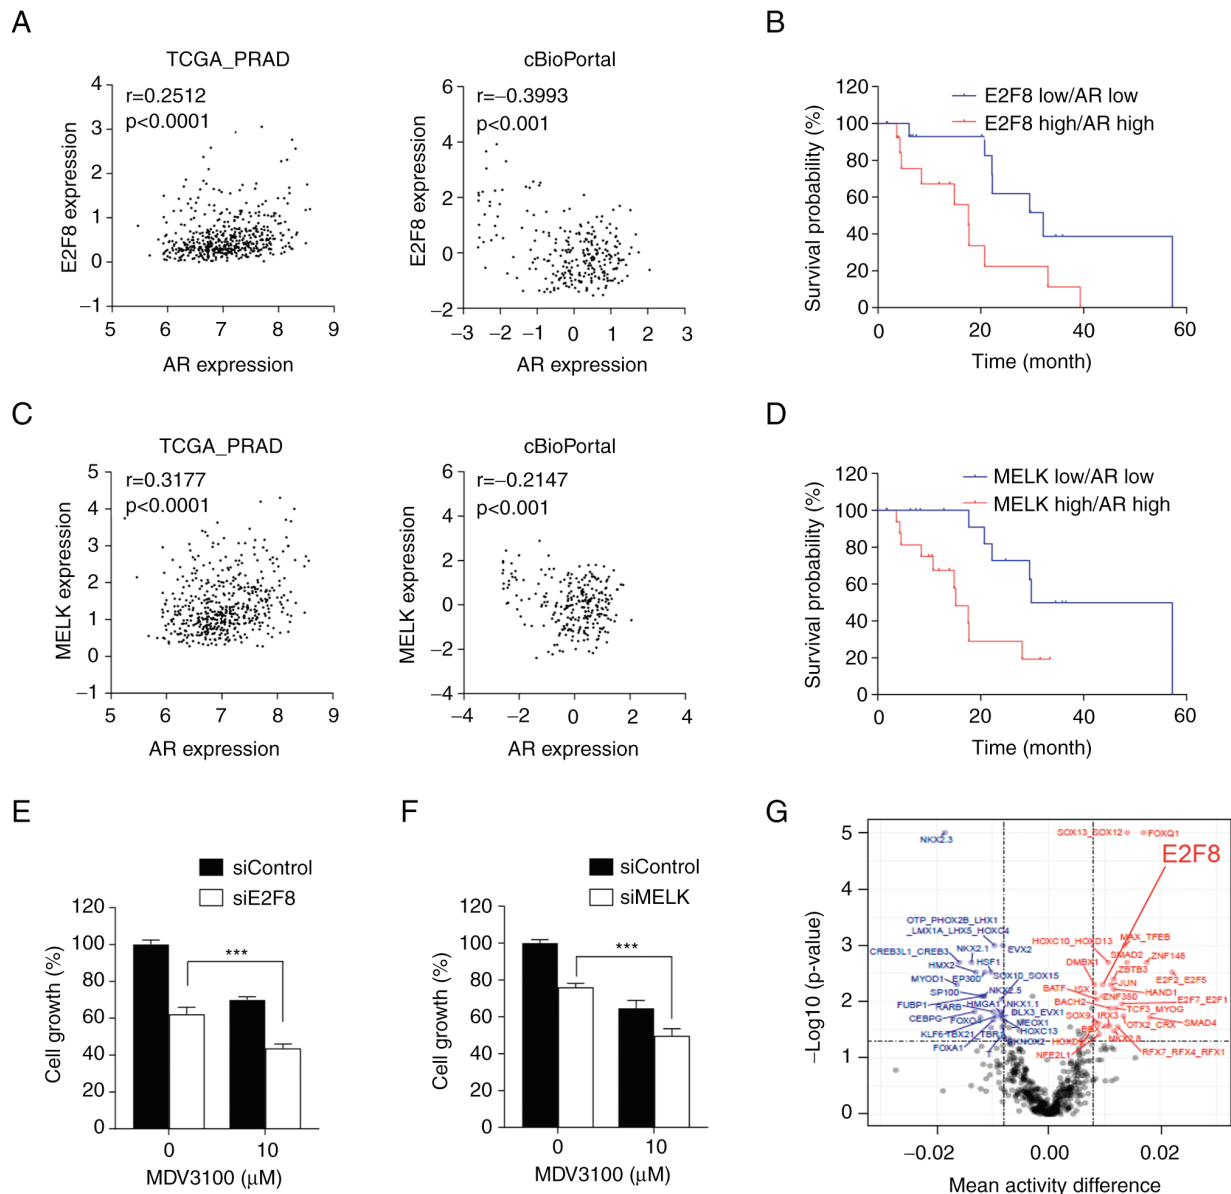 A
TCGA_PRAD
r=0.2512
p<0.0001
E2F8 expression
4
3
2
1
0
−1
5
6
7
8
9
AR expression
cBioPortal
r=−0.3993
p<0.001
E2F8 expression
6
4
2
0
−2
−3
−2
−1
0
1
2
3
AR expression
B
E2F8 low/AR low
E2F8 high/AR high
Survival probability (%)
120
100
80
60
40
20
0
0
20
40
60
Time (month)
C
TCGA_PRAD
r=0.3177
p<0.0001
MELK expression
5
4
3
2
1
0
−1
5
6
7
8
9
AR expression
cBioPortal
r=−0.2147
p<0.001
MELK expression
6
4
2
0
−2
−4
−4
−2
0
2
4
AR expression
D
MELK low/AR low
MELK high/AR high
Survival probability (%)
120
100
80
60
40
20
0
0
20
40
60
Time (month)
E
siControl
siE2F8
***
Cell growth (%)
120
100
80
60
40
20
0
0
10
MDV3100 (μM)
F
siControl
siMELK
***
Cell growth (%)
120
100
80
60
40
20
0
0
10
MDV3100 (μM)
G
−Log10 (p-value)
5
4
3
2
1
0
−0.02
0.00
0.02
Mean activity difference
NKX2.3
OTP_PHOX2B_LHX1
_LMX1A_LHX5_HOXC4
CREB3L1_CREB3
NKX2.1
EVX2
HMX2
HSF1
MYOD1
EP300
SOX10_SOX15
SP100
NKX2.5
FUBP1
RARB
HMGA1
NKX1.1
CEBPG
FOXO1
DLX3_EVX1
MEOX1
KLF6
TBX21_TBR1
HOXC13
FOXA1
T
SOX13_SOX12
FOXQ1
E2F8
HOXC10_HOXD13
MAX_TFEB
DMBX1
SMAD2
ZNF148
ZBTB3
E2F2_E2F5
BATF
ISX
JUN
HAND1
BACH2
ZNF350
E2F7_E2F1
TCF3_MYOG
SOX9
IRX3
OTX2_CRX
SMAD4
NKX2.8
NFE2L1
RFX7_RFX4_RFX1